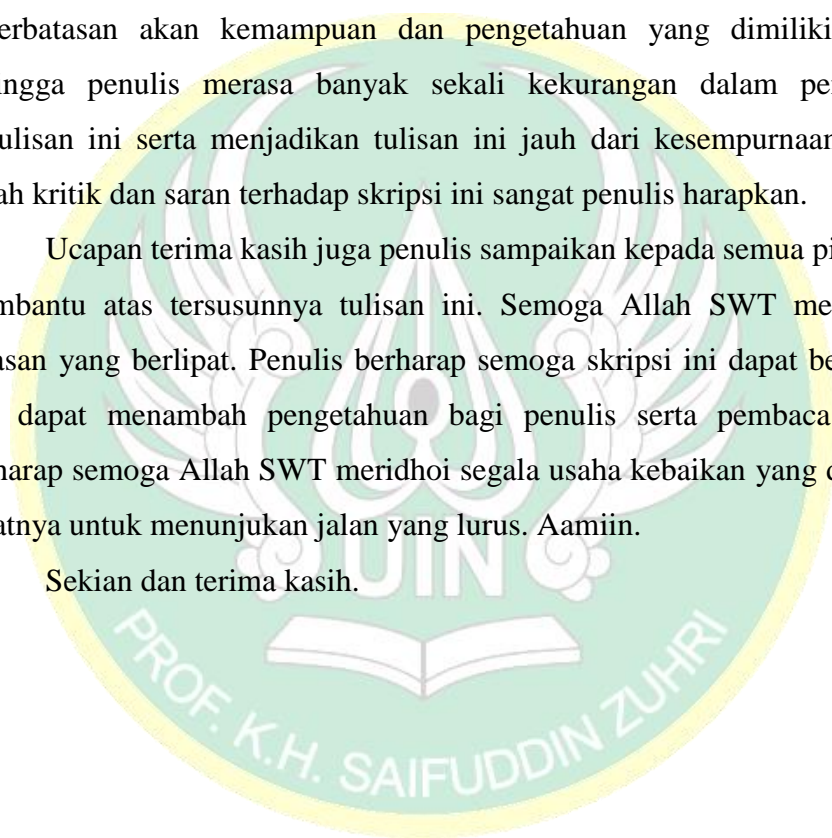 erbatasan akan kemampuan dan pengetahuan yang dimiliki
ingga penulis merasa banyak sekali kekurangan dalam pe
ulisan ini serta menjadikan tulisan ini jauh dari kesempurnaan
ah kritik dan saran terhadap skripsi ini sangat penulis harapkan.
Ucapan terima kasih juga penulis sampaikan kepada semua pi
mbantu atas tersusunnya tulisan ini. Semoga Allah SWT me
asan yang berlipat. Penulis berharap semoga skripsi ini dapat be
dapat menambah pengetahuan bagi penulis serta pembaca
harap semoga Allah SWT meridhoi segala usaha kebaikan yang
atnya untuk menunjukan jalan yang lurus. Aamiin.
Sekian dan terima kasih.
UIN
PROF. K.H. SAIFUDDIN ZUHRI